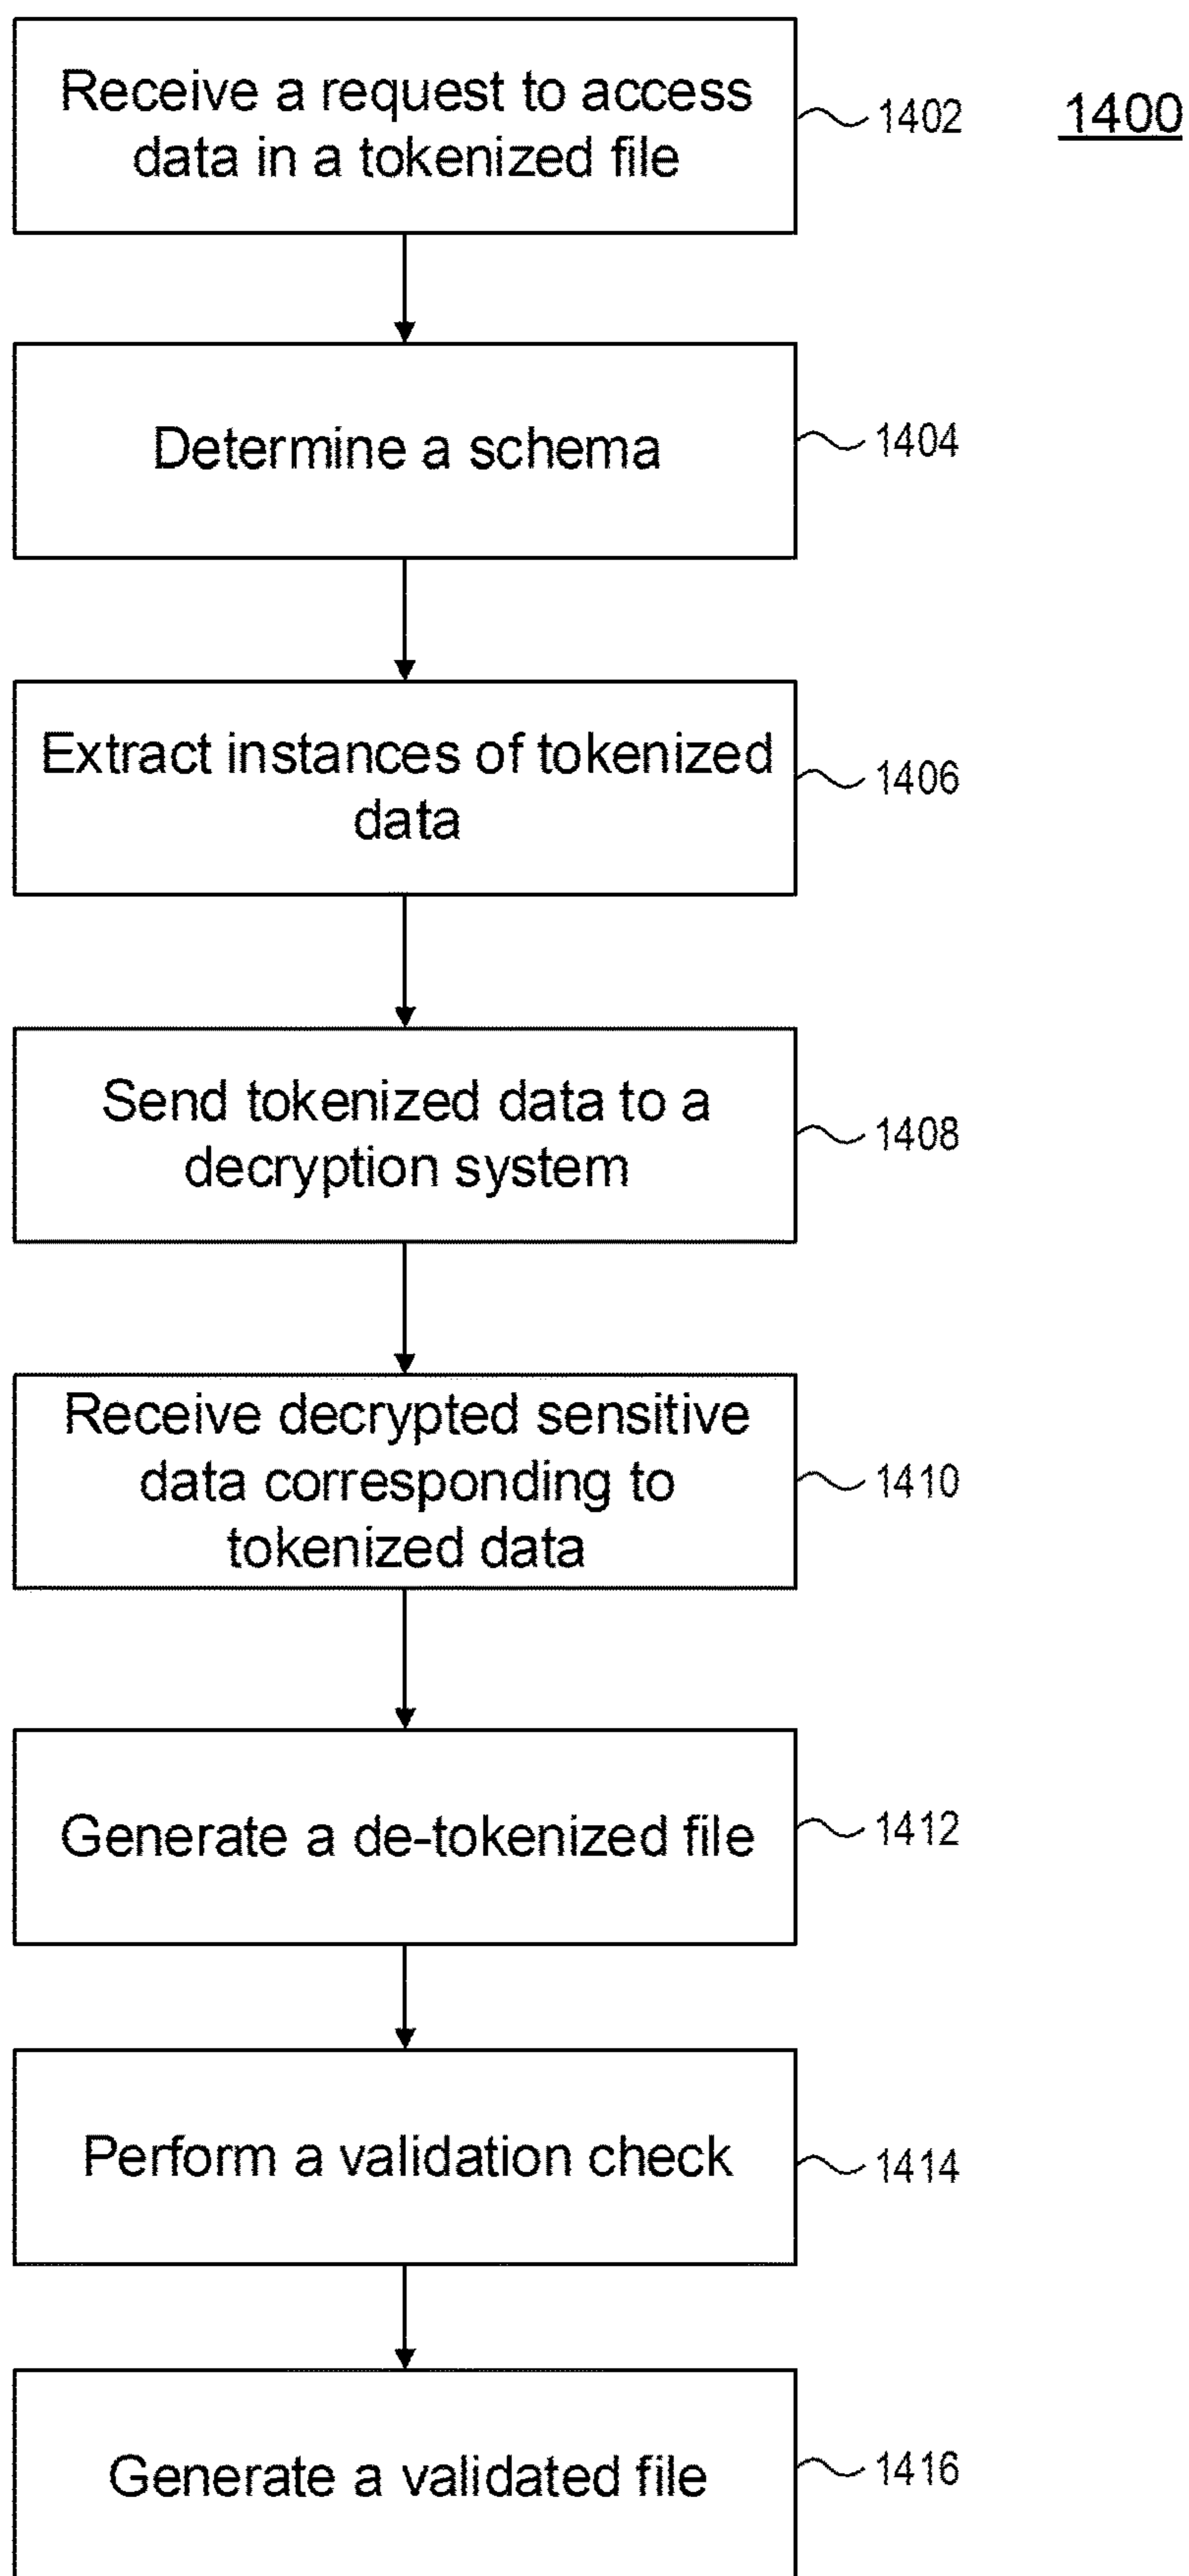 Receive a request to access
data in a tokenized file
1402
1400
Determine a schema
1404
Extract instances of tokenized
data
1406
Send tokenized data to a
decryption system
1408
Receive decrypted sensitive
data corresponding to
tokenized data
1410
Generate a de-tokenized file
1412
Perform a validation check
1414
Generate a validated file
1416